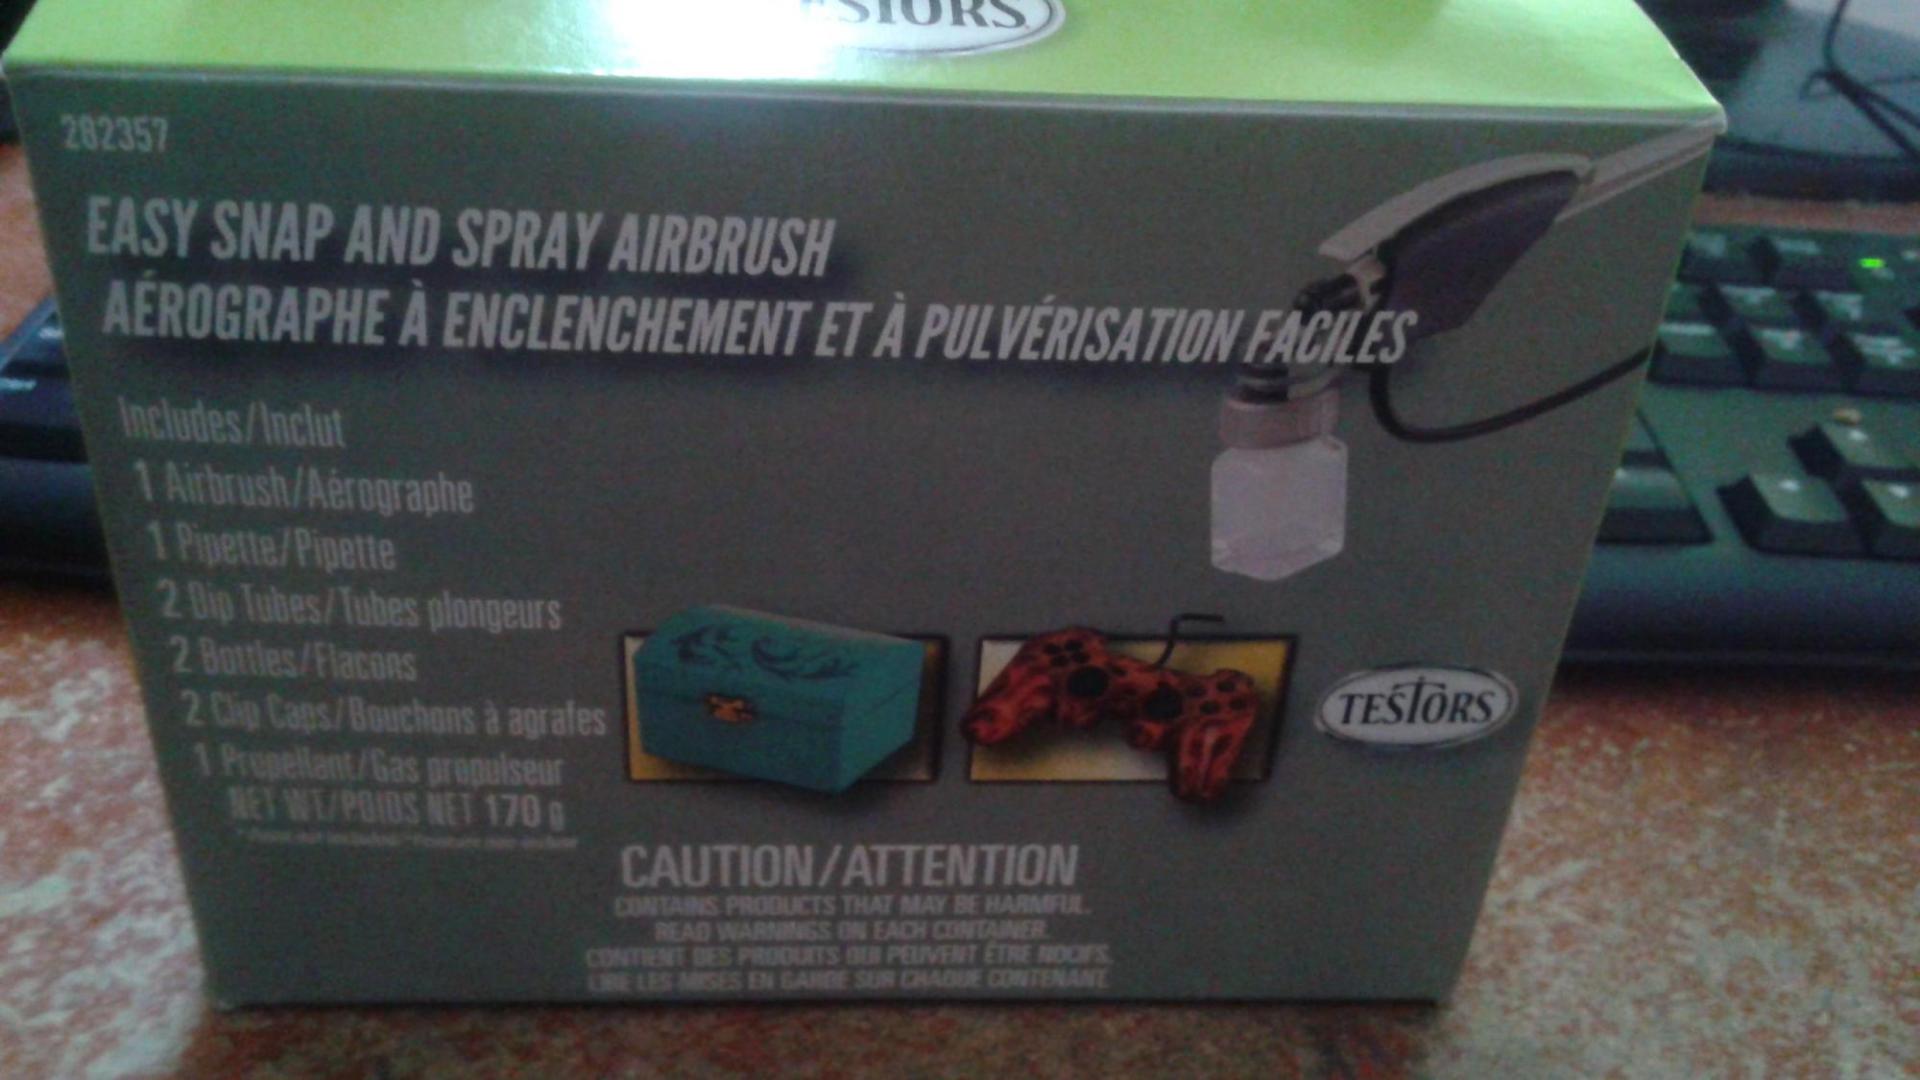 TESTORS
282357
EASY SNAP AND SPRAY AIRBRUSH
AÉROGRAPHE À ENCLENCHEMENT ET À PULVÉRISATION FACILES
Includes/Inclut
1 Airbrush/Aérographe
1 Pipette/Pipette
2 Dip Tubes/Tubes plongeurs
2 Bottles/Flacons
2 Clip Caps/Bouchons à agrafes
1 Propellant/Gas propulseur
NET WT/POIDS NET 170 g
TESTORS
CAUTION/ATTENTION
CONTAINS PRODUCTS THAT MAY BE HARMFUL.
READ WARNINGS ON EACH CONTAINER.
CONTIENT DES PRODUITS QUI PEUVENT ÊTRE NOCIFS.
LIRE LES MISES EN GARDE SUR CHAQUE CONTENANT